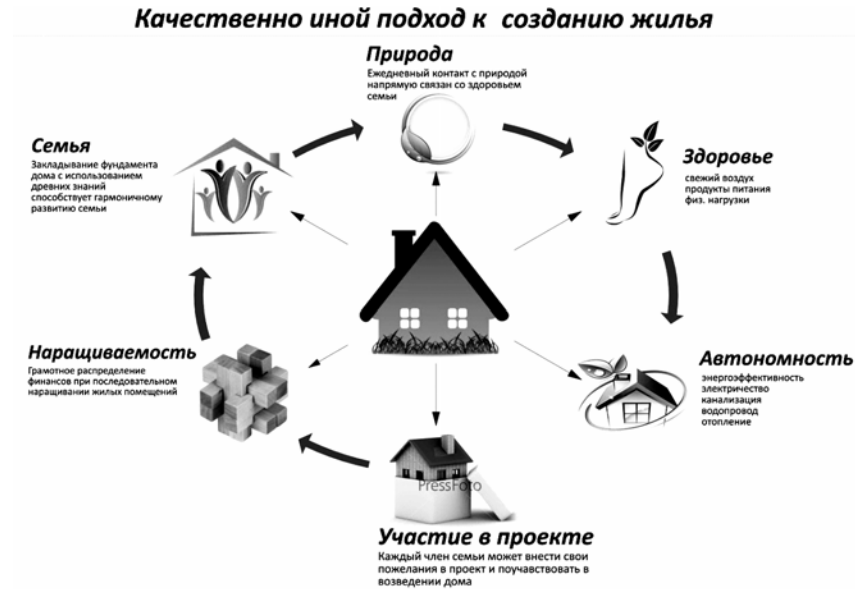 Качественно иной подход к созданию жилья
Природа
Ежедневный контакт с природой
напрямую связан со здоровьем
семьи
Семья
Закладывание фундамента
дома с использованием
древних знаний
способствует гармоничному
развитию семьи
Здоровье
свежий воздух
продукты питания
физ. нагрузки
Наращиваемость
Грамотное распределение
финансов при последовательном
наращивании жилых помещений
Автономность
энергоэффективность
электричество
канализация
водопровод
отопление
PressFoto
Участие в проекте
Каждый член семьи может внести свои
пожелания в проект и поучавствовать в
возведении дома